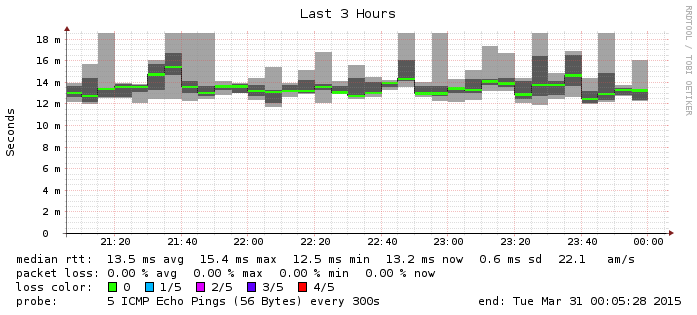 Last 3 Hours
RRDTOOL / TOBI OETIKER
Seconds
18 m
16 m
14 m
12 m
10 m
8 m
6 m
4 m
2 m
0
21:20 21:40 22:00 22:20 22:40 23:00 23:20 23:40 00:00
median rtt: 13.5 ms avg 15.4 ms max 12.5 ms min 13.2 ms now 0.6 ms sd 22.1 am/s
packet loss: 0.00 % avg 0.00 % max 0.00 % min 0.00 % now
loss color: 0 1/5 2/5 3/5 4/5
probe: 5 ICMP Echo Pings (56 Bytes) every 300s end: Tue Mar 31 00:05:28 2015